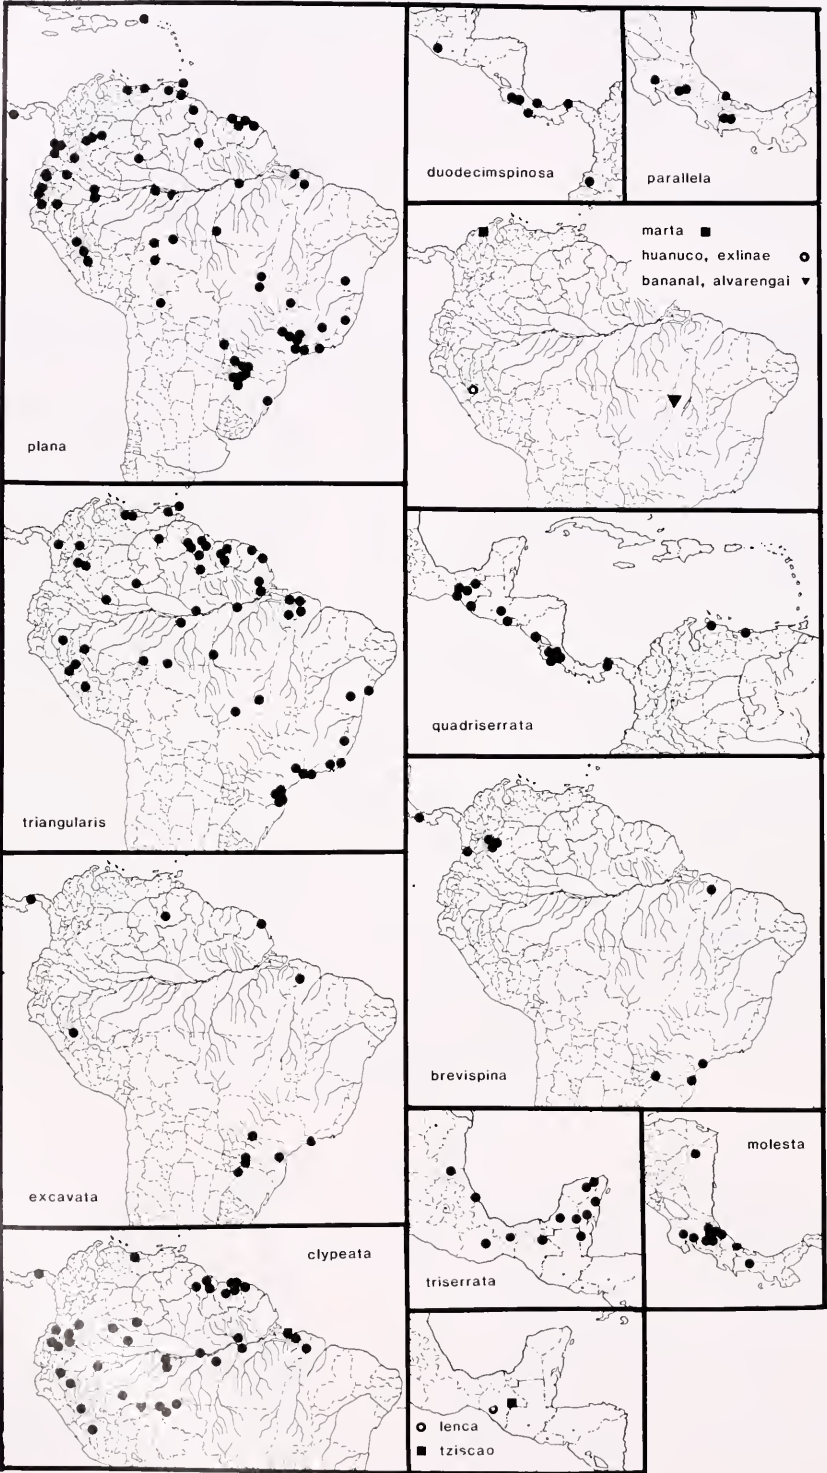 plana
duodecimspinosa
parallela
marta
huanuco, exlinae
bananal, alvarengai
triangularis
quadriserrata
excavata
brevispina
clypeata
triserrata
molesta
lenca
tziscao